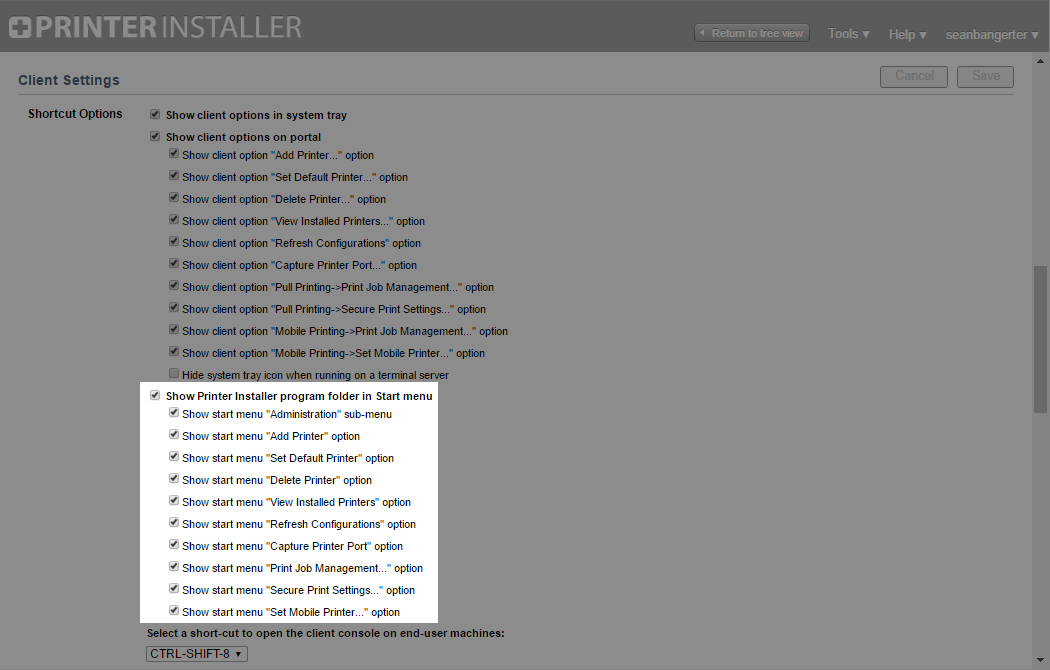 PRINTERINSTALLER
Return to tree view Tools ▾ Help ▾ seanbangerter ▾
Client Settings Cancel Save
Shortcut Options
Show client options in system tray
Show client options on portal
Show client option "Add Printer..." option
Show client option "Set Default Printer..." option
Show client option "Delete Printer..." option
Show client option "View Installed Printers..." option
Show client option "Refresh Configurations" option
Show client option "Capture Printer Port..." option
Show client option "Pull Printing->Print Job Management..." option
Show client option "Pull Printing->Secure Print Settings..." option
Show client option "Mobile Printing->Print Job Management..." option
Show client option "Mobile Printing->Set Mobile Printer..." option
Hide system tray icon when running on a terminal server
Show Printer Installer program folder in Start menu
Show start menu "Administration" sub-menu
Show start menu "Add Printer" option
Show start menu "Set Default Printer" option
Show start menu "Delete Printer" option
Show start menu "View Installed Printers" option
Show start menu "Refresh Configurations" option
Show start menu "Capture Printer Port" option
Show start menu "Print Job Management..." option
Show start menu "Secure Print Settings..." option
Show start menu "Set Mobile Printer..." option
Select a short-cut to open the client console on end-user machines:
CTRL-SHIFT-8 ▾